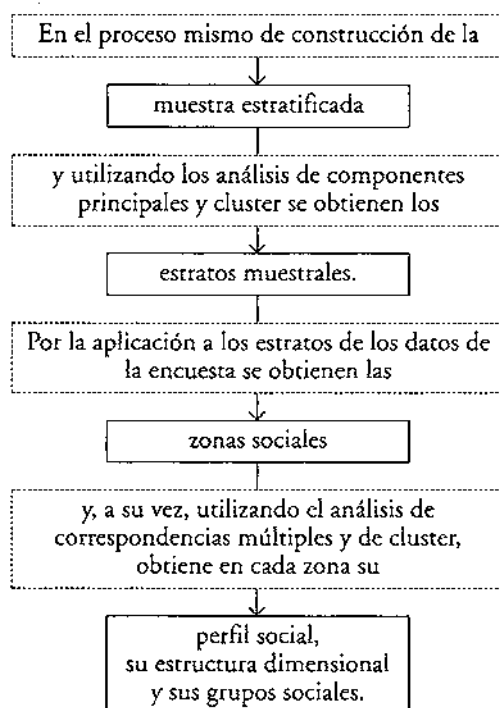 En el proceso mismo de construcción de la
muestra estratificada
y utilizando los análisis de componentes
principales y cluster se obtienen los
estratos muestrales.
Por la aplicación a los estratos de los datos de
la encuesta se obtienen las
zonas sociales
y, a su vez, utilizando el análisis de
correspondencias múltiples y de cluster,
obtiene en cada zona su
perfil social,
su estructura dimensional
y sus grupos sociales.